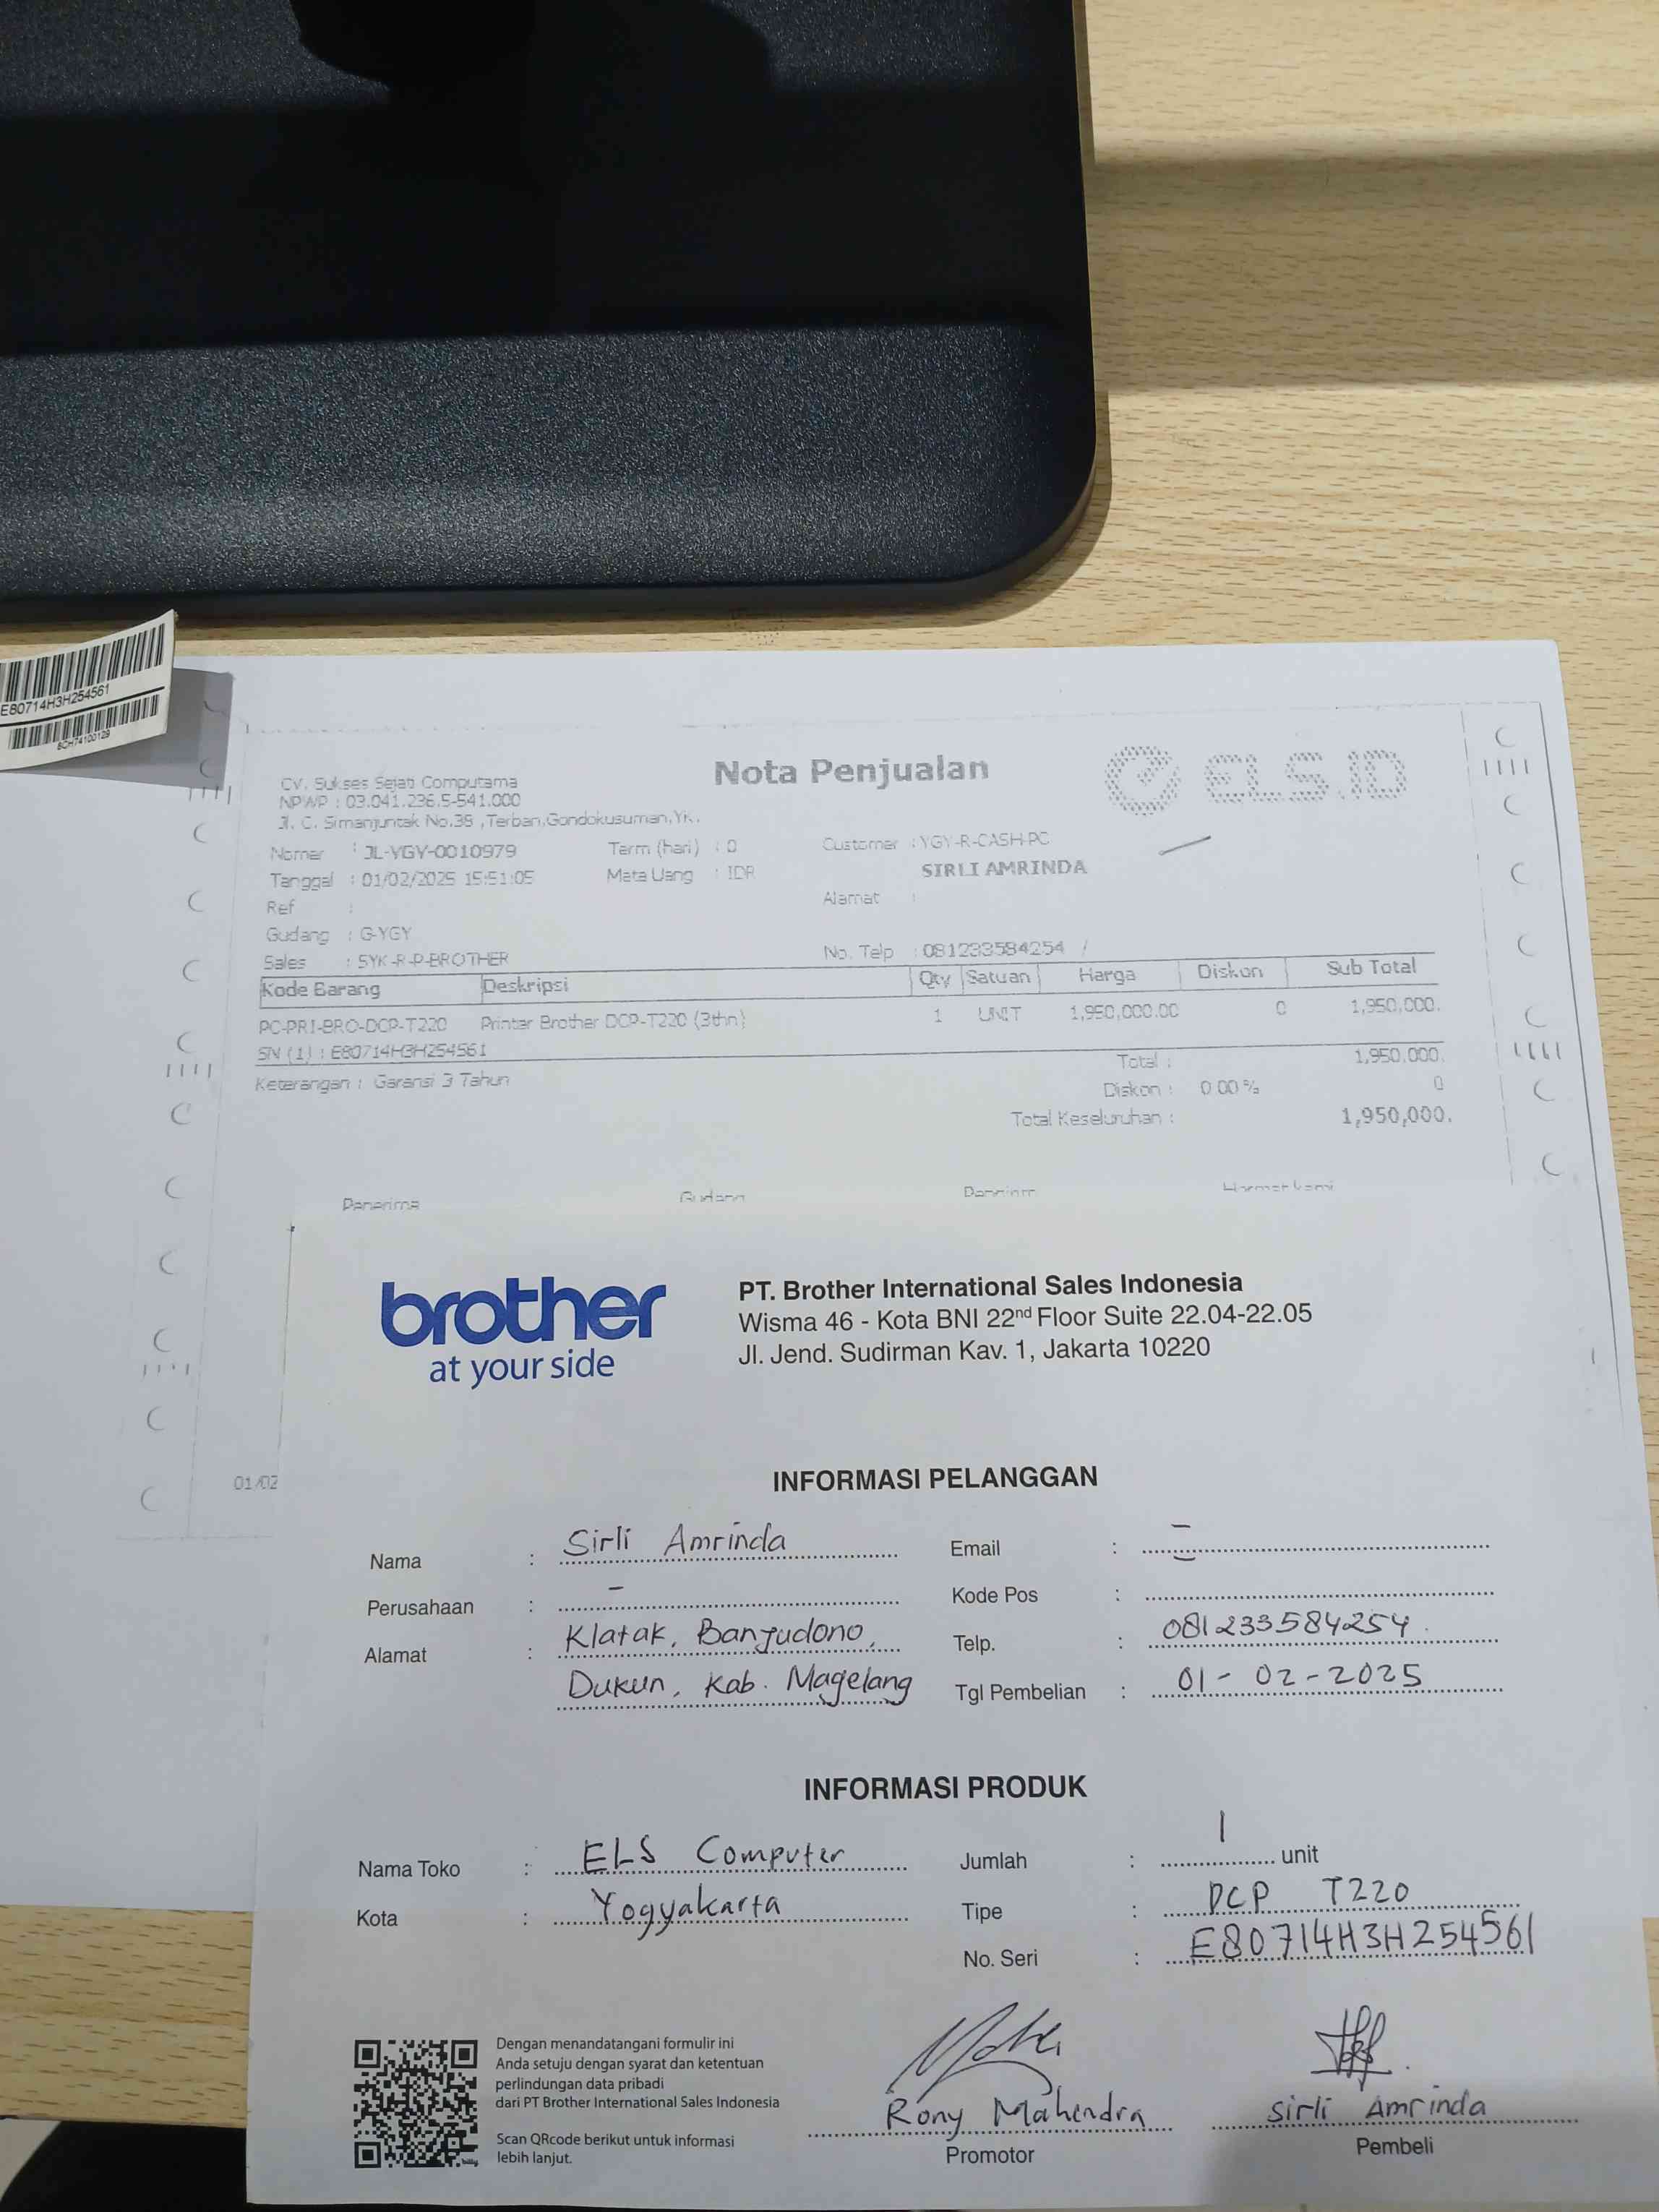 E80714H3H254561
8CH74100129
CV. Sukses Sejati Computama
NPWP : 03.041.236.5-541.000
Jl. C. Simanjuntak No.38 ,Terban,Gondokusuman,YK.
Nota Penjualan
ELS.ID
Nomer : JL-YGY-0010979
Term (hari) : 0
Customer : YGY-R-CASH-PC
Tanggal : 01/02/2025 15:51:05
Mata Uang : IDR
SIRLI AMRINDA
Ref :
Alamat :
Gudang : G-YGY
Sales : SYK-R-P-BROTHER
No. Telp : 081233584254 /
Kode Barang Deskripsi Qty Satuan Harga Diskon Sub Total
PC-PRI-BRO-DCP-T220 Printer Brother DCP-T220 (3thn) 1 UNIT 1,950,000.00 0 1,950,000.
SN (1) : E80714H3H254561
Total : 1,950,000.
Keterangan : Garansi 3 Tahun
Diskon : 0.00 % 0
Total Keseluruhan : 1,950,000.
Penerima Gudang Hormat kami
01/02
brother
at your side
PT. Brother International Sales Indonesia
Wisma 46 - Kota BNI 22nd Floor Suite 22.04-22.05
Jl. Jend. Sudirman Kav. 1, Jakarta 10220
INFORMASI PELANGGAN
Nama : Sirli Amrinda
Email : -
Perusahaan : -
Kode Pos :
Alamat : Klatak, Banyudono,
Dukun, Kab. Magelang
Telp. : 081233584254
Tgl Pembelian : 01-02-2025
INFORMASI PRODUK
Nama Toko : ELS Computer
Jumlah : 1 unit
Kota : Yogyakarta
Tipe : DCP T220
No. Seri : E80714H3H254561
Dengan menandatangani formulir ini
Anda setuju dengan syarat dan ketentuan
perlindungan data pribadi
dari PT Brother International Sales Indonesia
Scan QRcode berikut untuk informasi
lebih lanjut.
Rony Mahendra
Promotor
Sirli Amrinda
Pembeli